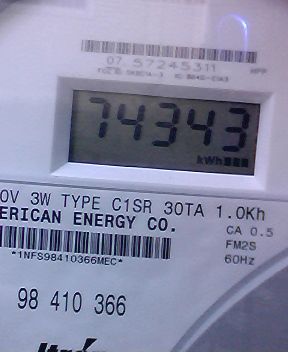 07 57245311
74343
kWh
0V 3W TYPE C1SR 30TA 1.0Kh
ERICAN ENERGY CO.
CA 0.5
FM2S
*1NFS98410366MEC*
60Hz
98 410 366
Itron